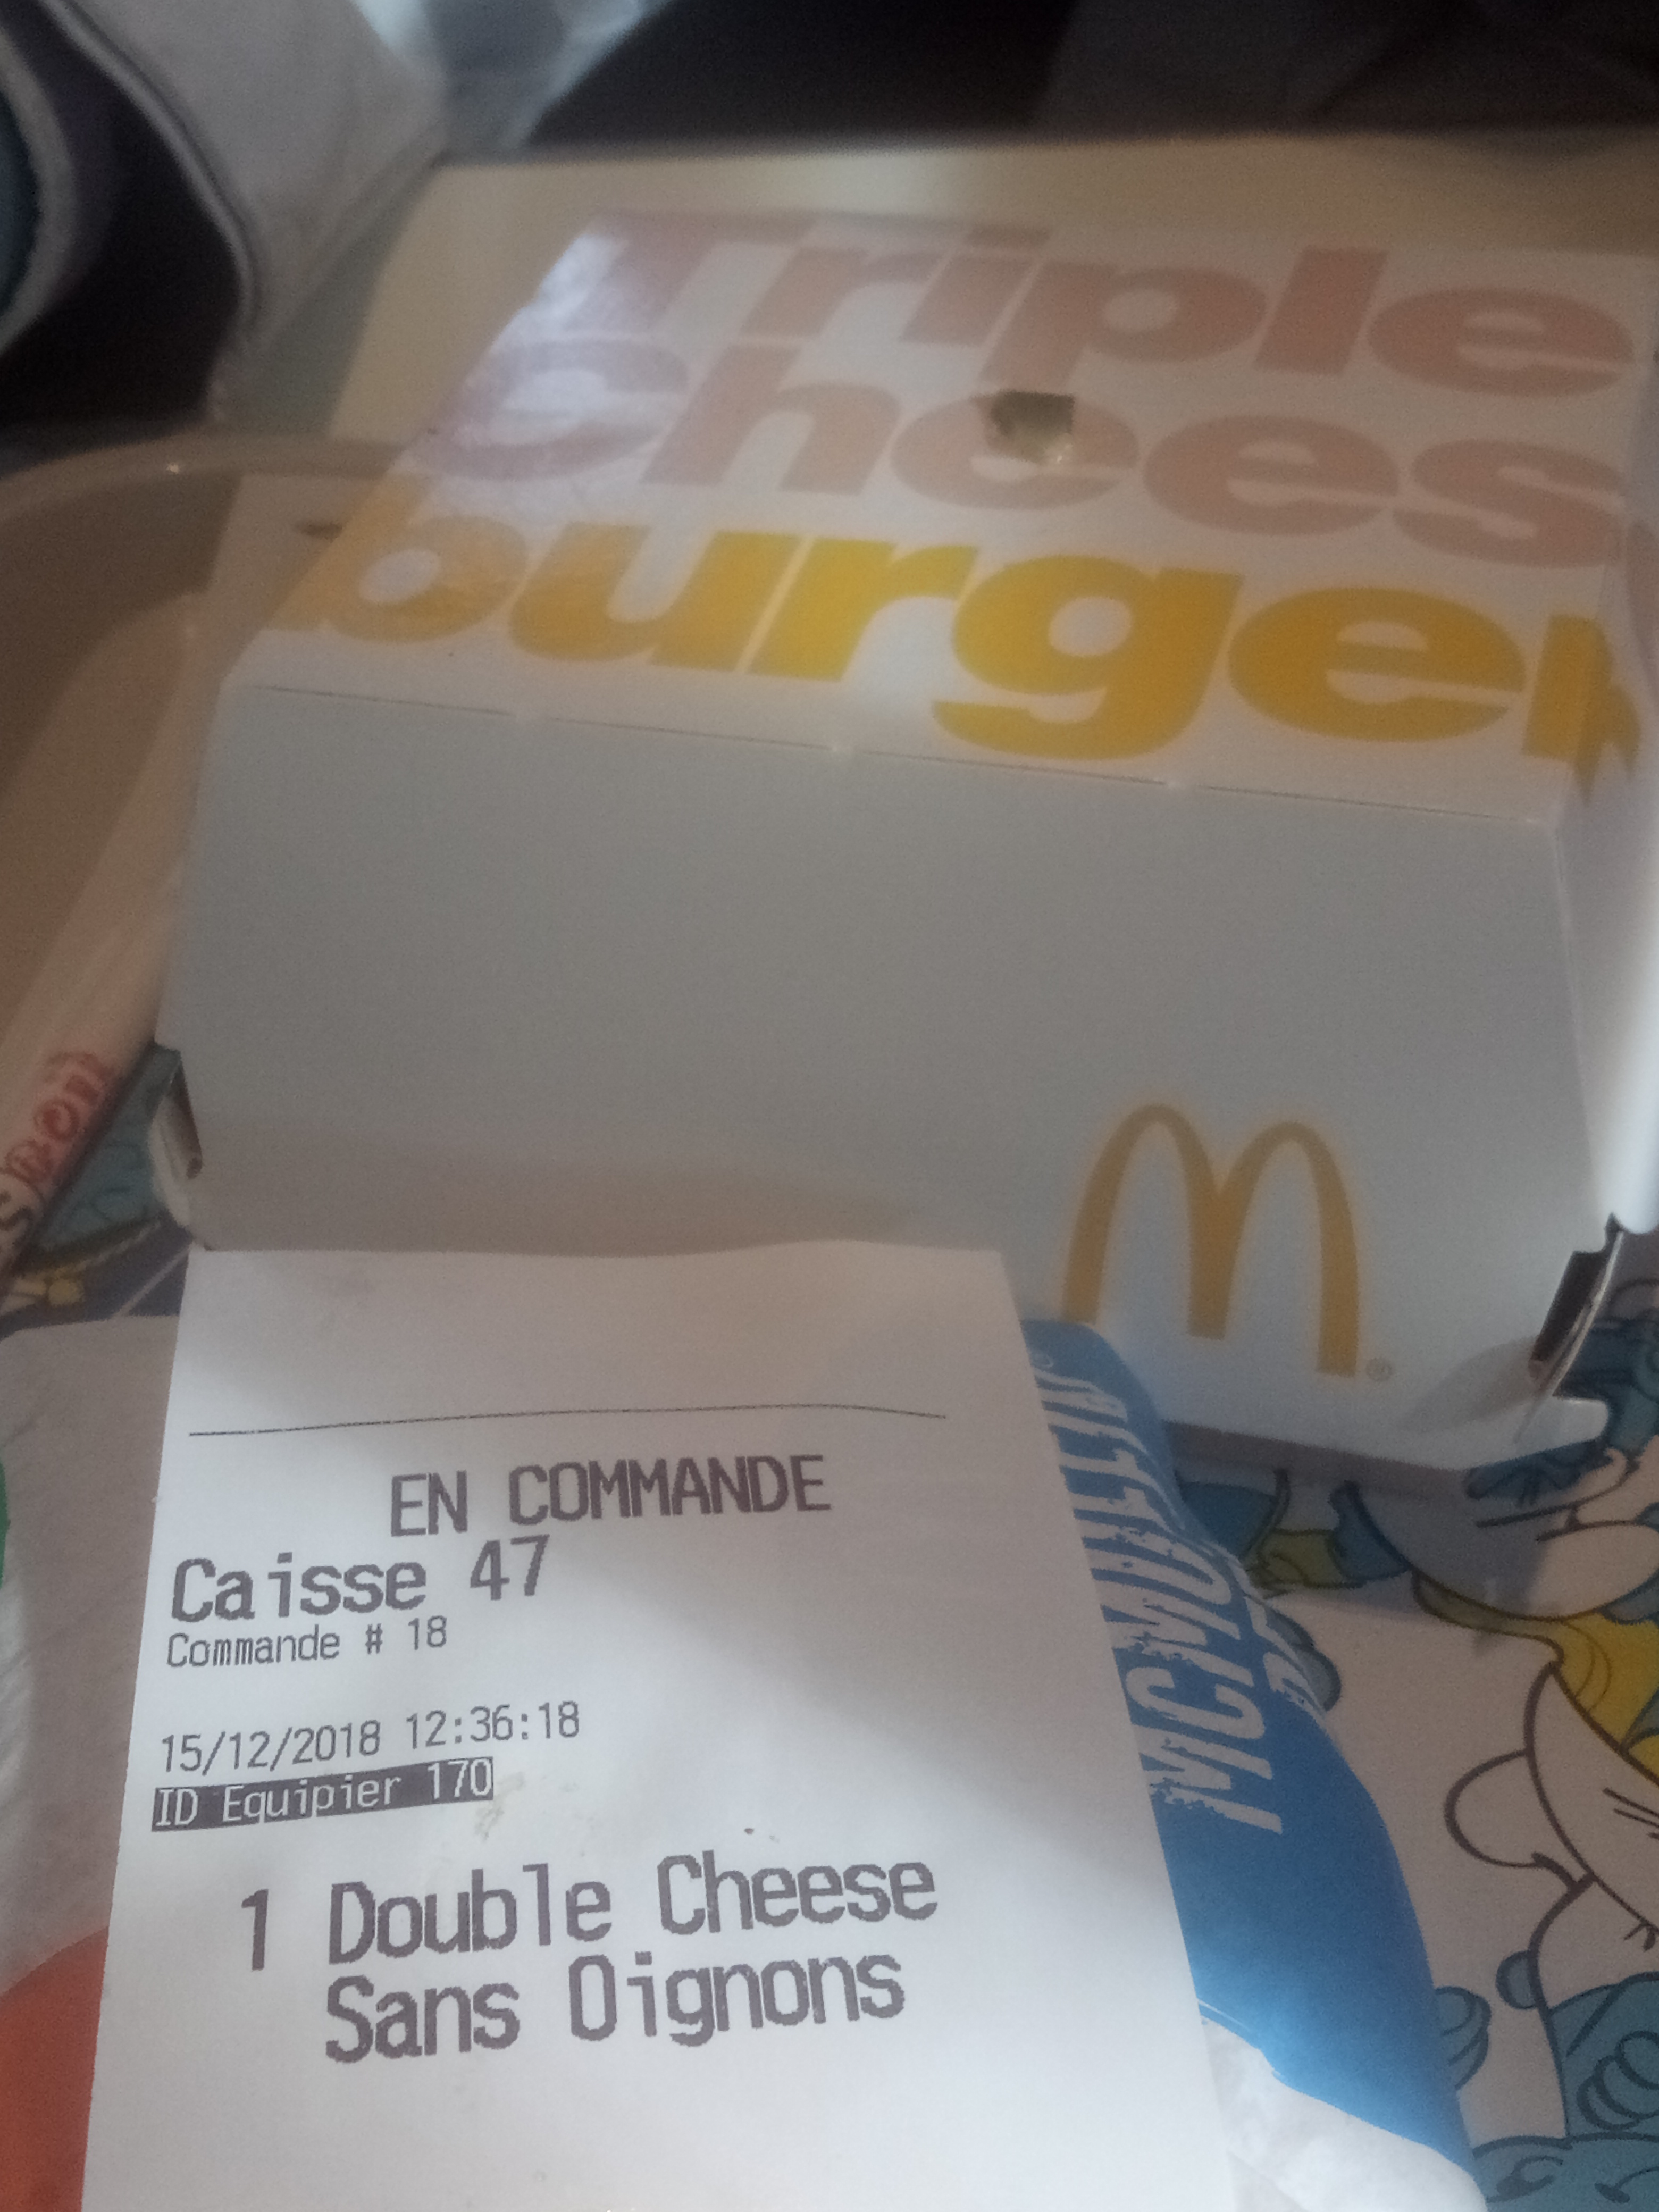 Triple
Chees
burger
M
®
EN COMMANDE
Caisse 47
Commande # 18
15/12/2018 12:36:18
ID Equipier 170
1 Double Cheese
Sans Oignons